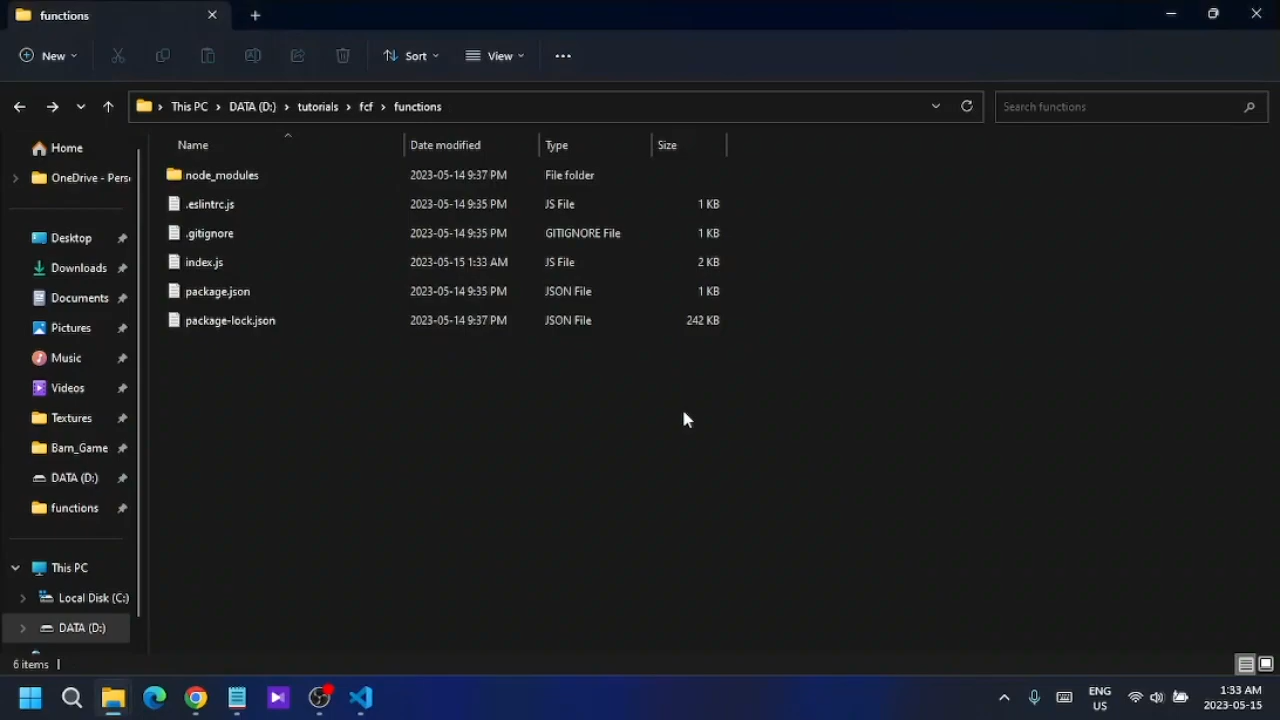 functions
New
Sort
View
This PC > DATA (D:) > tutorials > fcf > functions
Search functions
Name Date modified Type Size
Home
OneDrive - Pers
Desktop
Downloads
Documents
Pictures
Music
Videos
Textures
Barn_Game
DATA (D:)
functions
This PC
Local Disk (C:)
DATA (D:)
node_modules 2023-05-14 9:37 PM File folder
.eslintrc.js 2023-05-14 9:35 PM JS File 1 KB
.gitignore 2023-05-14 9:35 PM GITIGNORE File 1 KB
index.js 2023-05-15 1:33 AM JS File 2 KB
package.json 2023-05-14 9:35 PM JSON File 1 KB
package-lock.json 2023-05-14 9:37 PM JSON File 242 KB
6 items
ENG
US
1:33 AM
2023-05-15